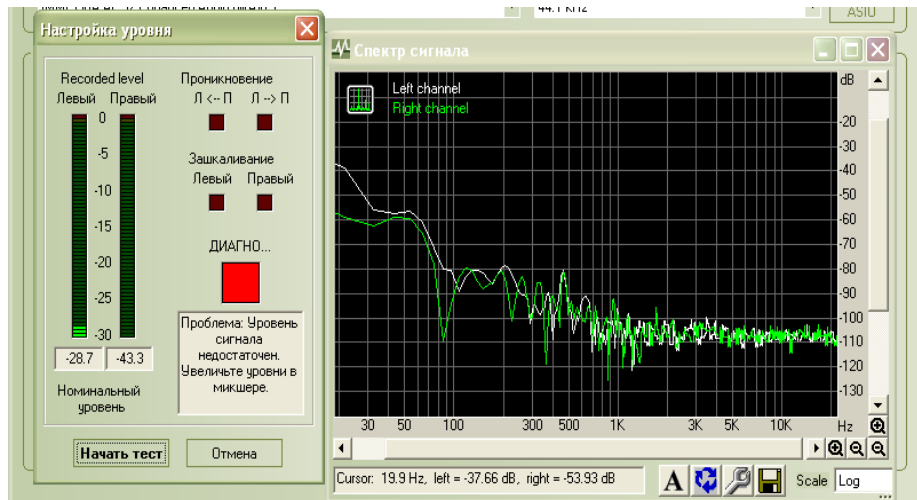 44.1 kHz
ASIO
Настройка уровня
Recorded level
Левый Правый
0
-5
-10
-15
-20
-25
-30
-28.7 -43.3
Номинальный
уровень
Проникновение
Л <-- П Л --> П
Зашкаливание
Левый Правый
ДИАГНО...
Проблема: Уровень
сигнала
недостаточен.
Увеличьте уровни в
микшере.
Начать тест Отмена
Спектр сигнала
Left channel
Right channel
dB
-20
-30
-40
-50
-60
-70
-80
-90
-100
-110
-120
-130
30 50 100 300 500 1K 3K 5K 10K Hz
Cursor: 19.9 Hz, left = -37.66 dB, right = -53.93 dB
A
Scale Log
...